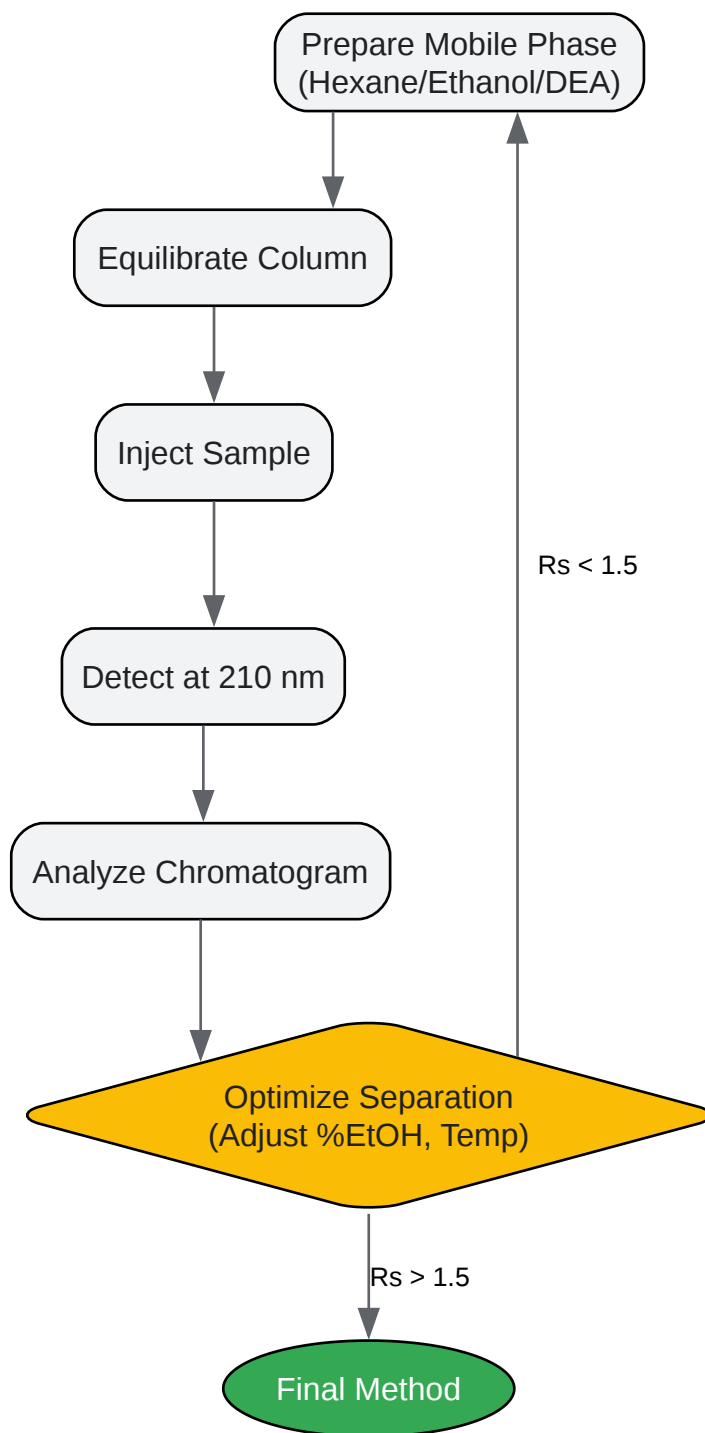 Prepare Mobile Phase
(Hexane/Ethanol/DEA)
Equilibrate Column
Inject Sample
Rs < 1.5
Detect at 210 nm
Analyze Chromatogram
Optimize Separation
(Adjust %EtOH, Temp)
Rs > 1.5
Final Method